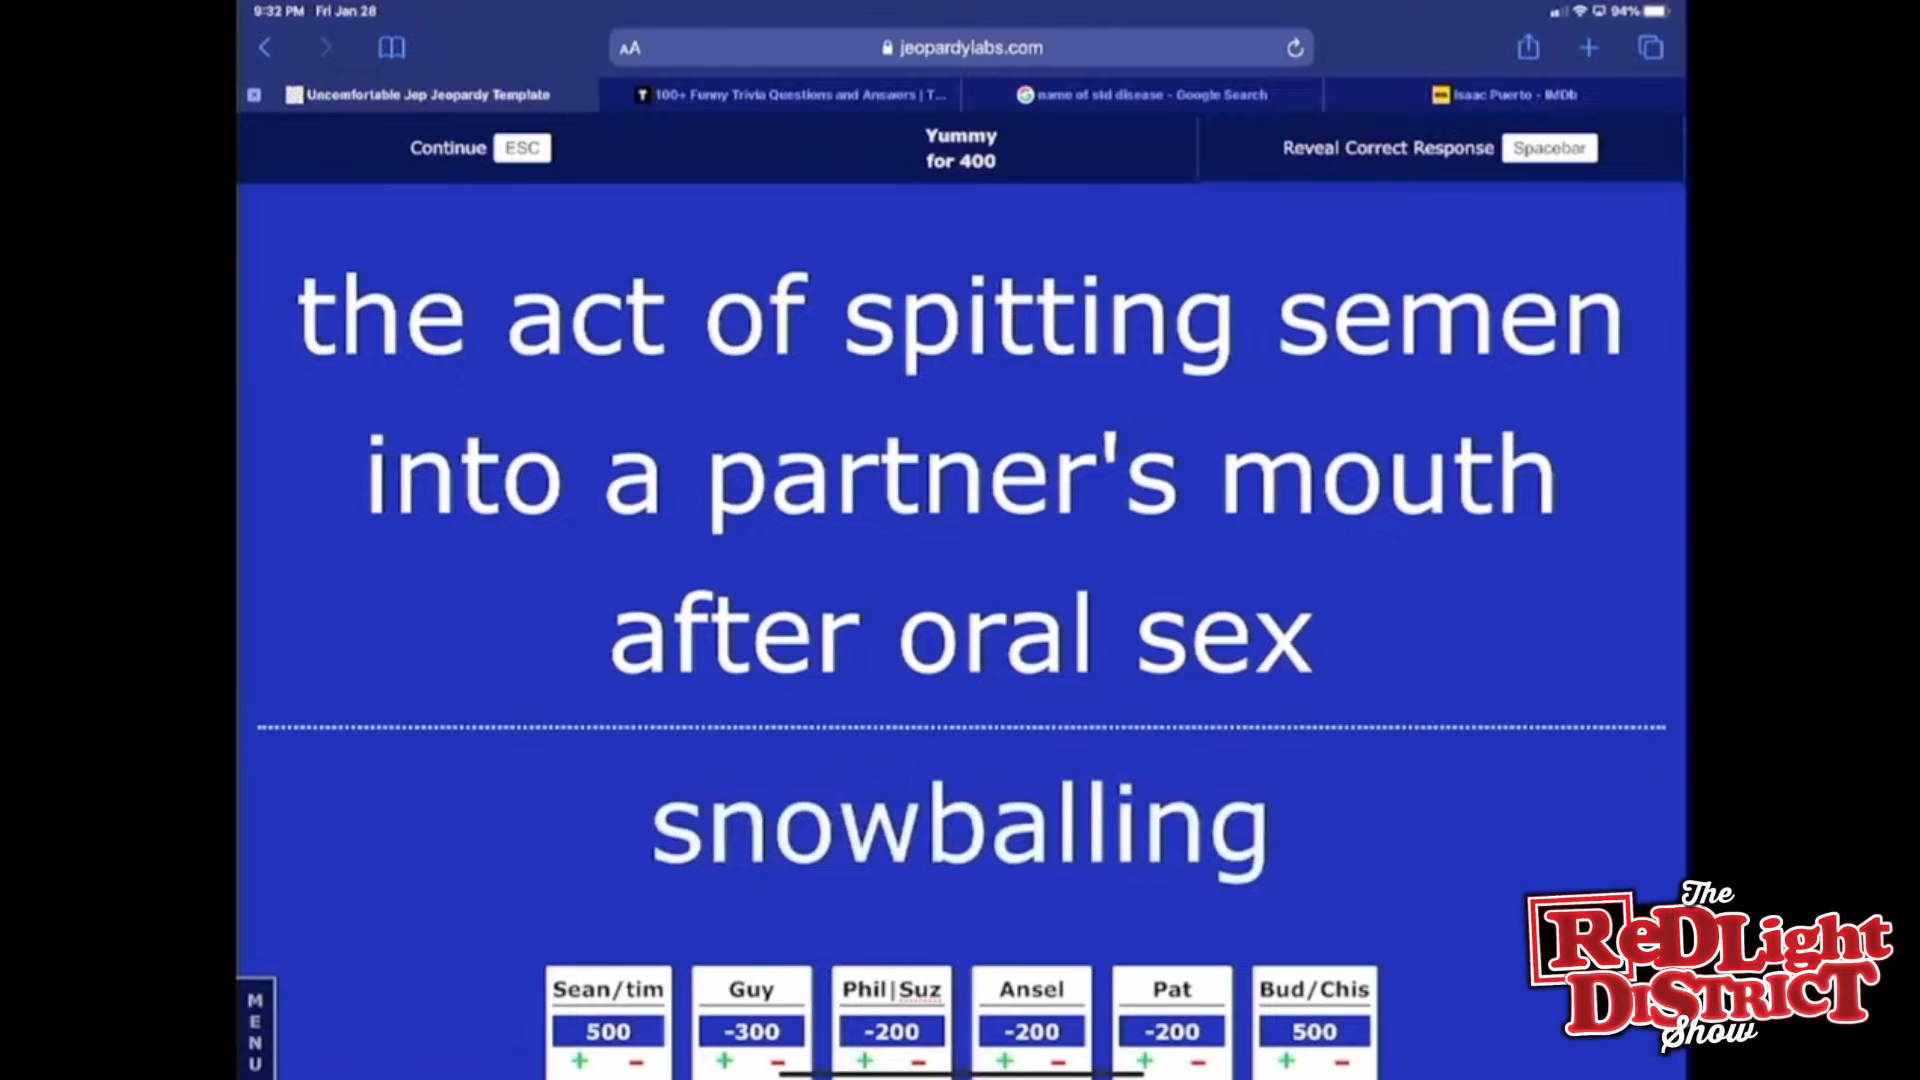 9:32 PM Fri Jan 28
94%
AA
jeopardylabs.com
Uncomfortable Jep Jeopardy Template
100+ Funny Trivia Questions and Answers | T...
name of std disease - Google Search
Isaac Puerto - IMDb
Continue ESC
Yummy
for 400
Reveal Correct Response Spacebar
the act of spitting semen
into a partner's mouth
after oral sex
snowballing
MENU
Sean/tim Guy Phil|Suz Ansel Pat Bud/Chis
500 -300 -200 -200 -200 500
+ - + - + - + - + - + -
The
ReDLight
DiSTRICT
Show